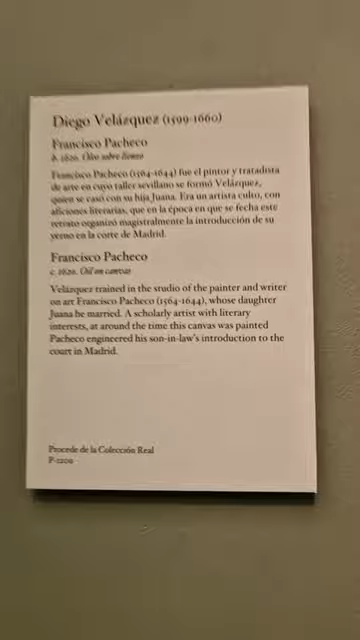 Diego Velázquez (1599-1660)
Francisco Pacheco
h. 1620. Óleo sobre lienzo
Francisco Pacheco (1564-1644) fue el pintor y tratadista
de arte en cuyo taller sevillano se formó Velázquez,
quien se casó con su hija Juana. Era un artista culto, con
aficiones literarias, que en la época en que se fecha este
retrato organizó magistralmente la introducción de su
yerno en la corte de Madrid.
Francisco Pacheco
c. 1620. Oil on canvas
Velázquez trained in the studio of the painter and writer
on art Francisco Pacheco (1564-1644), whose daughter
Juana he married. A scholarly artist with literary
interests, at around the time this canvas was painted
Pacheco engineered his son-in-law's introduction to the
court in Madrid.
Procede de la Colección Real
P-1209